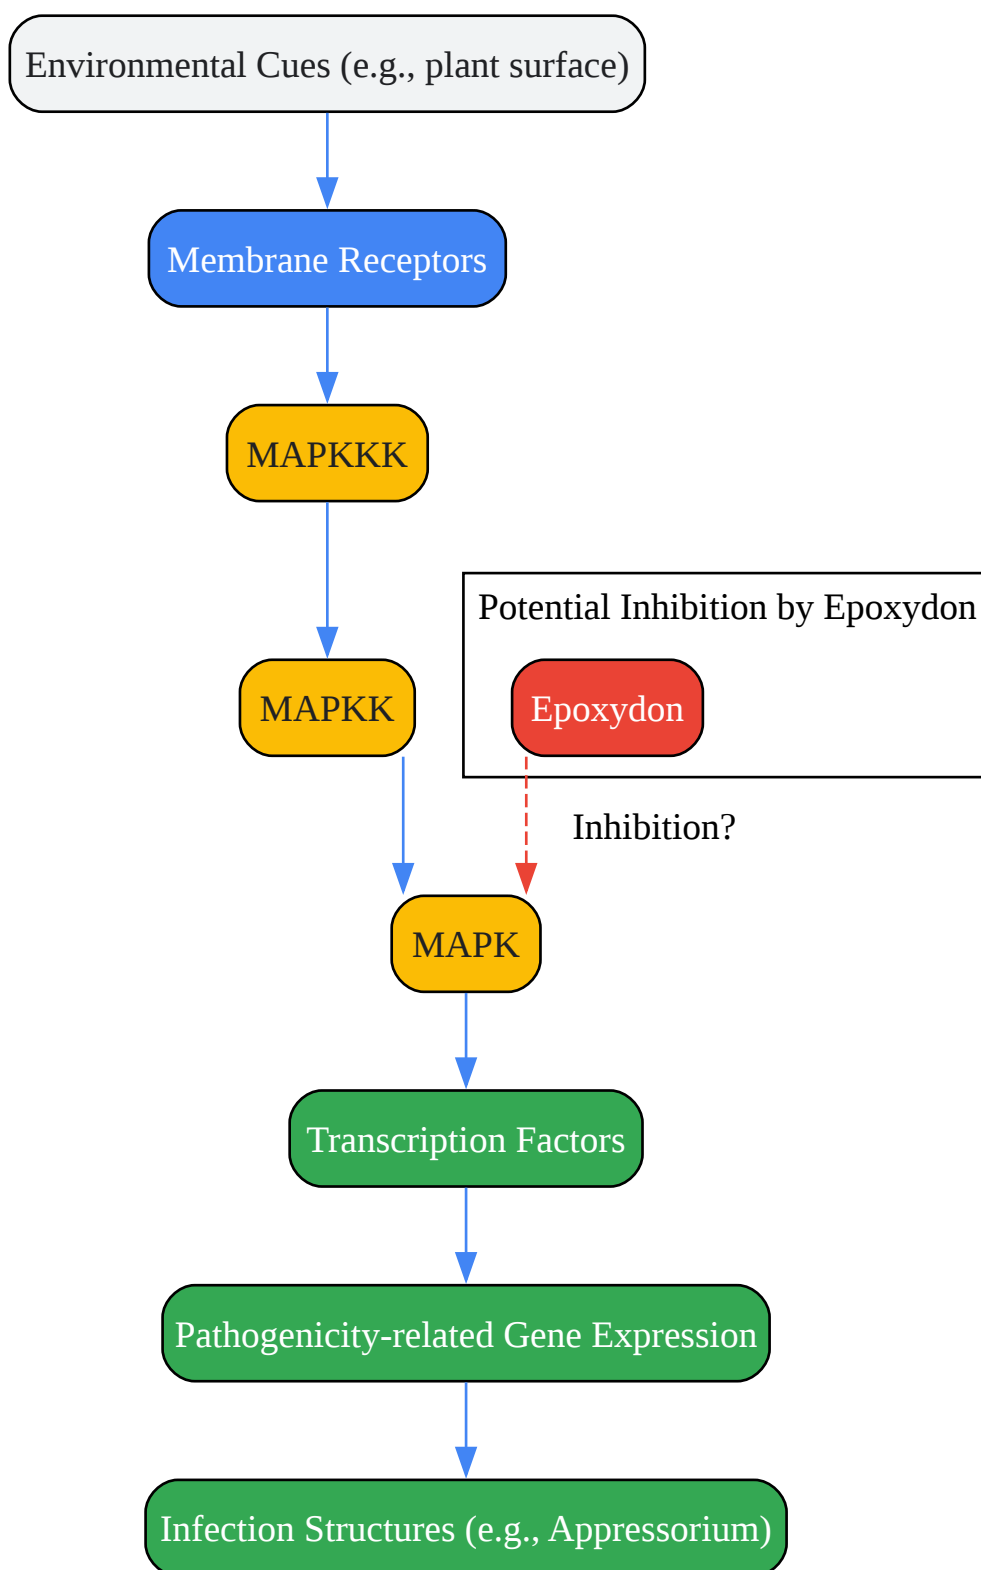 Environmental Cues (e.g., plant surface)
Membrane Receptors
MAPKKK
Potential Inhibition by Epoxydon
MAPKK
Epoxydon
Inhibition?
MAPK
Transcription Factors
Pathogenicity-related Gene Expression
Infection Structures (e.g., Appressorium)